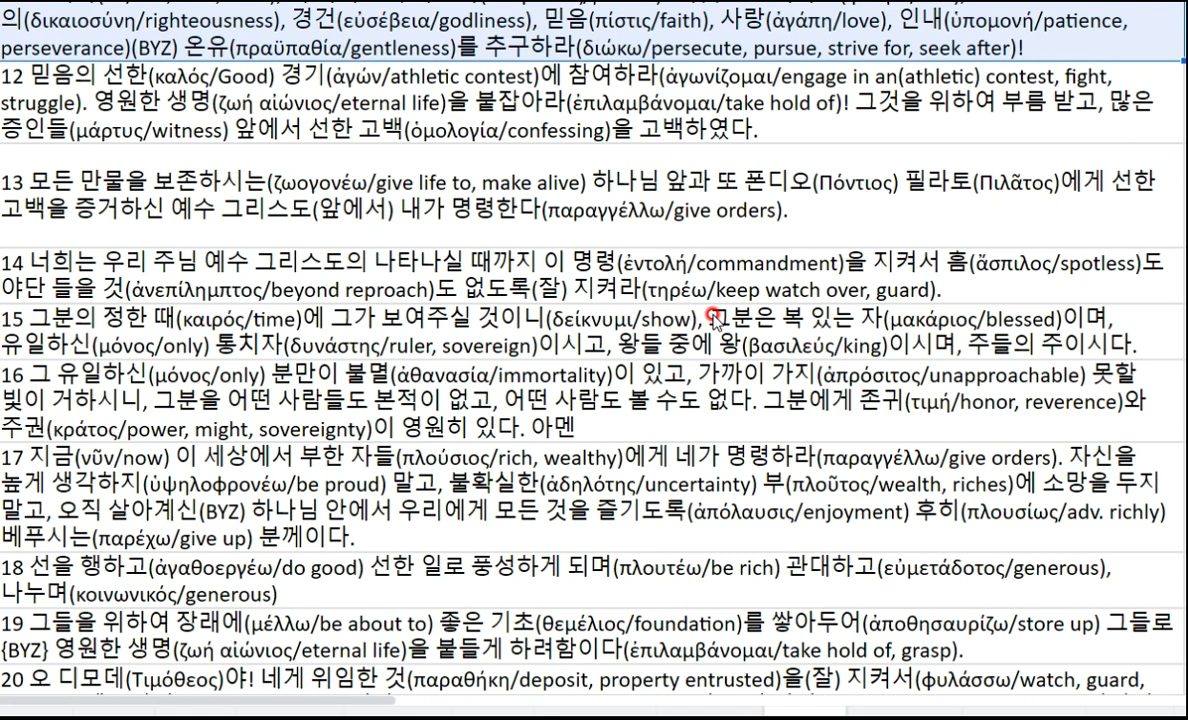 의(δικαιοσύνη/righteousness), 경건(εὐσέβεια/godliness), 믿음(πίστις/faith), 사랑(ἀγάπη/love), 인내(ὑπομονή/patience,
perseverance)(BYZ) 온유(πραϋπαθία/gentleness)를 추구하라(διώκω/persecute, pursue, strive for, seek after)!
12 믿음의 선한(καλός/Good) 경기(ἀγών/athletic contest)에 참여하라(ἀγωνίζομαι/engage in an(athletic) contest, fight,
struggle). 영원한 생명(ζωή αἰώνιος/eternal life)을 붙잡아라(ἐπιλαμβάνομαι/take hold of)! 그것을 위하여 부름 받고, 많은
증인들(μάρτυς/witness) 앞에서 선한 고백(ὁμολογία/confessing)을 고백하였다.
13 모든 만물을 보존하시는(ζωογονέω/give life to, make alive) 하나님 앞과 또 폰디오(Πόντιος) 필라토(Πιλᾶτος)에게 선한
고백을 증거하신 예수 그리스도(앞에서) 내가 명령한다(παραγγέλλω/give orders).
14 너희는 우리 주님 예수 그리스도의 나타나실 때까지 이 명령(ἐντολή/commandment)을 지켜서 흠(ἄσπιλος/spotless)도
야단 들을 것(ἀνεπίλημπτος/beyond reproach)도 없도록(잘) 지켜라(τηρέω/keep watch over, guard).
15 그분의 정한 때(καιρός/time)에 그가 보여주실 것이니(δείκνυμι/show), 그분은 복 있는 자(μακάριος/blessed)이며,
유일하신(μόνος/only) 통치자(δυνάστης/ruler, sovereign)이시고, 왕들 중에 왕(βασιλεύς/king)이시며, 주들의 주이시다.
16 그 유일하신(μόνος/only) 분만이 불멸(ἀθανασία/immortality)이 있고, 가까이 가지(ἀπρόσιτος/unapproachable) 못할
빛이 거하시니, 그분을 어떤 사람들도 본적이 없고, 어떤 사람도 볼 수도 없다. 그분에게 존귀(τιμή/honor, reverence)와
주권(κράτος/power, might, sovereignty)이 영원히 있다. 아멘
17 지금(νῦν/now) 이 세상에서 부한 자들(πλούσιος/rich, wealthy)에게 네가 명령하라(παραγγέλλω/give orders). 자신을
높게 생각하지(ὑψηλοφρονέω/be proud) 말고, 불확실한(ἀδηλότης/uncertainty) 부(πλοῦτος/wealth, riches)에 소망을 두지
말고, 오직 살아계신(BYZ) 하나님 안에서 우리에게 모든 것을 즐기도록(ἀπόλαυσις/enjoyment) 후히(πλουσίως/adv. richly)
베푸시는(παρέχω/give up) 분께이다.
18 선을 행하고(ἀγαθοεργέω/do good) 선한 일로 풍성하게 되며(πλουτέω/be rich) 관대하고(εὐμετάδοτος/generous),
나누며(κοινωνικός/generous)
19 그들을 위하여 장래에(μέλλω/be about to) 좋은 기초(θεμέλιος/foundation)를 쌓아두어(ἀποθησαυρίζω/store up) 그들로
{BYZ} 영원한 생명(ζωή αἰώνιος/eternal life)을 붙들게 하려함이다(ἐπιλαμβάνομαι/take hold of, grasp).
20 오 디모데(Τιμόθεος)야! 네게 위임한 것(παραθήκη/deposit, property entrusted)을(잘) 지켜서(φυλάσσω/watch, guard,